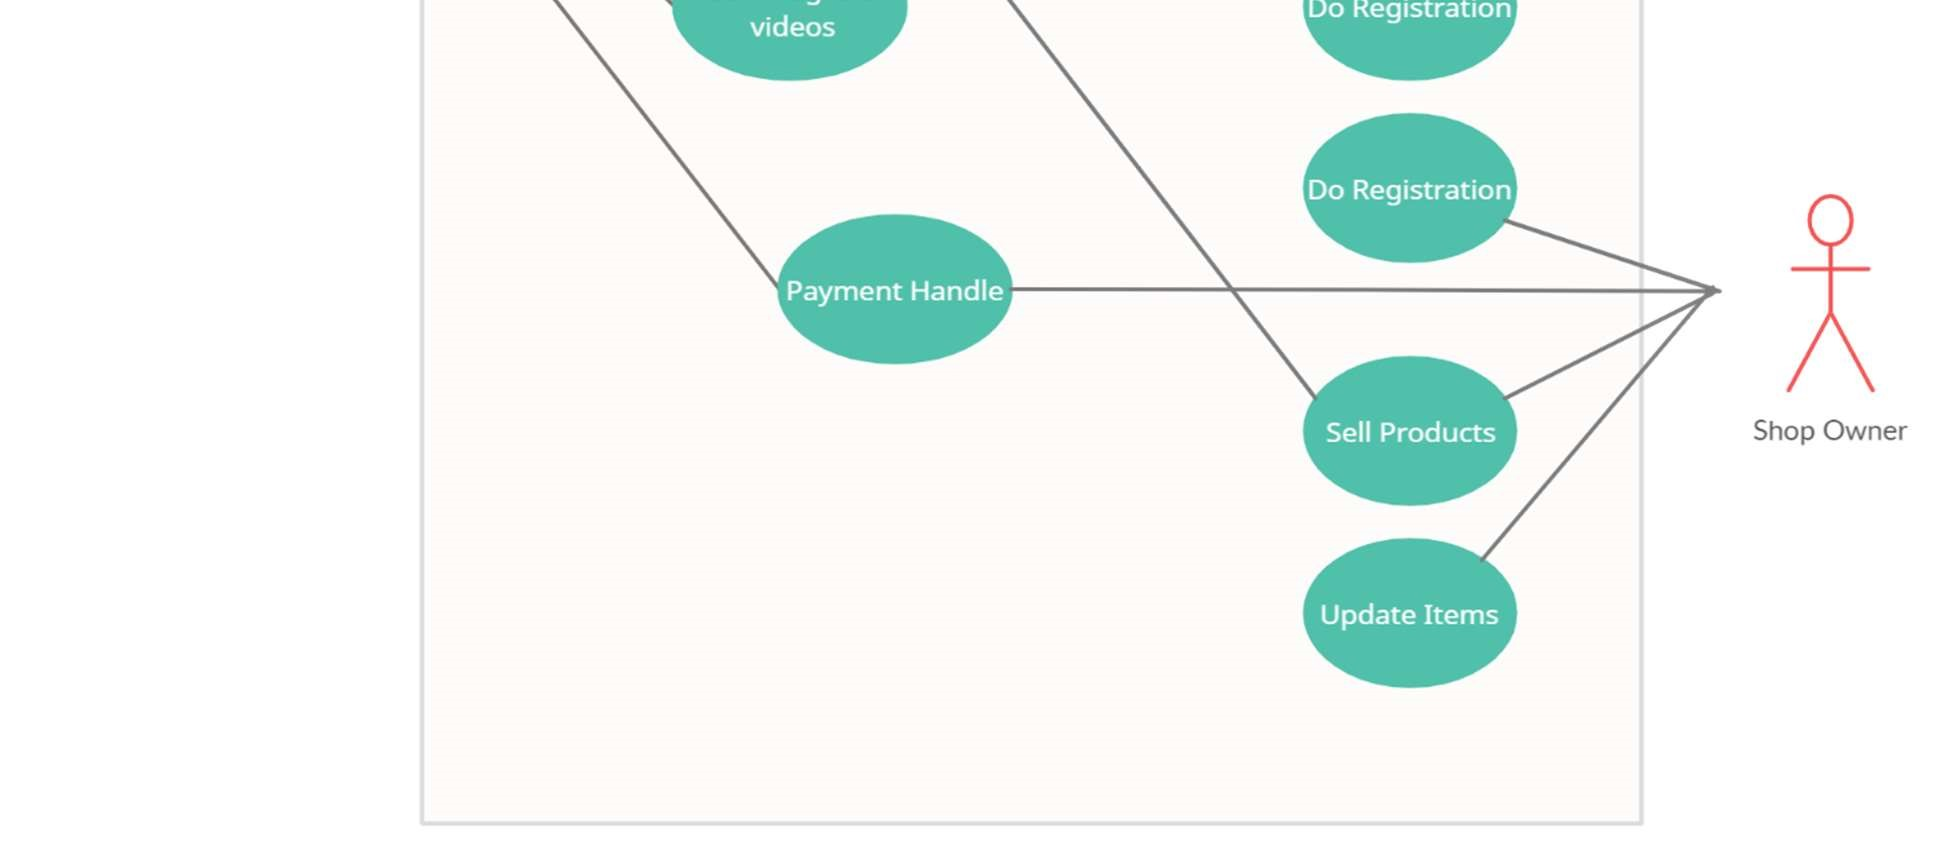 videos
Do Registration
Do Registration
Payment Handle
Sell Products
Shop Owner
Update Items